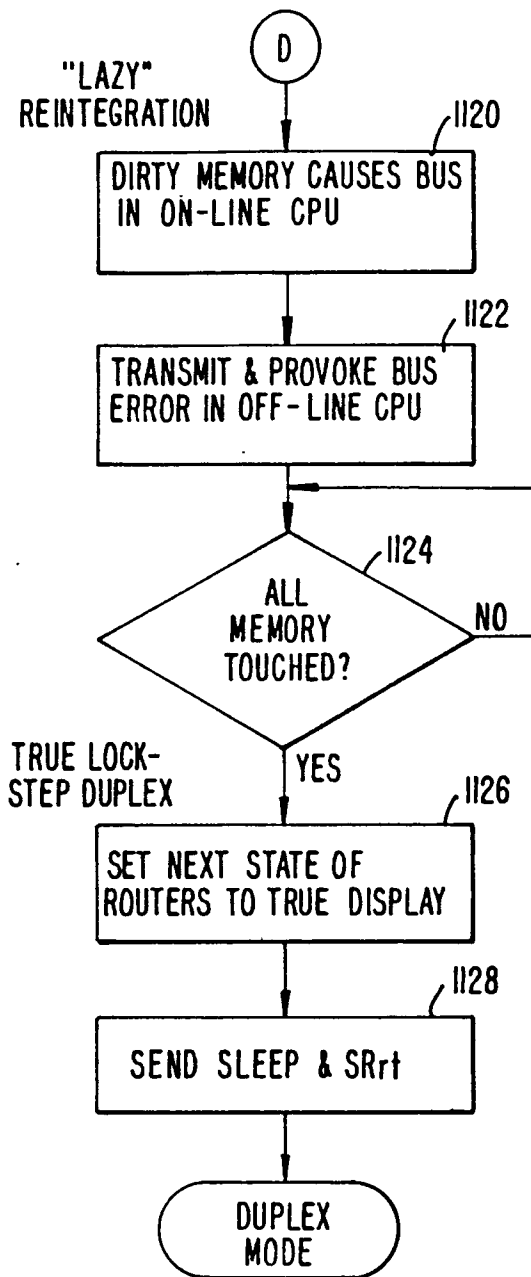 D
"LAZY"
REINTEGRATION
1120
DIRTY MEMORY CAUSES BUS
IN ON-LINE CPU
1122
TRANSMIT & PROVOKE BUS
ERROR IN OFF-LINE CPU
1124
ALL
MEMORY
TOUCHED?
NO
TRUE LOCK-
STEP DUPLEX
YES
1126
SET NEXT STATE OF
ROUTERS TO TRUE DISPLAY
1128
SEND SLEEP & SRrt
DUPLEX
MODE